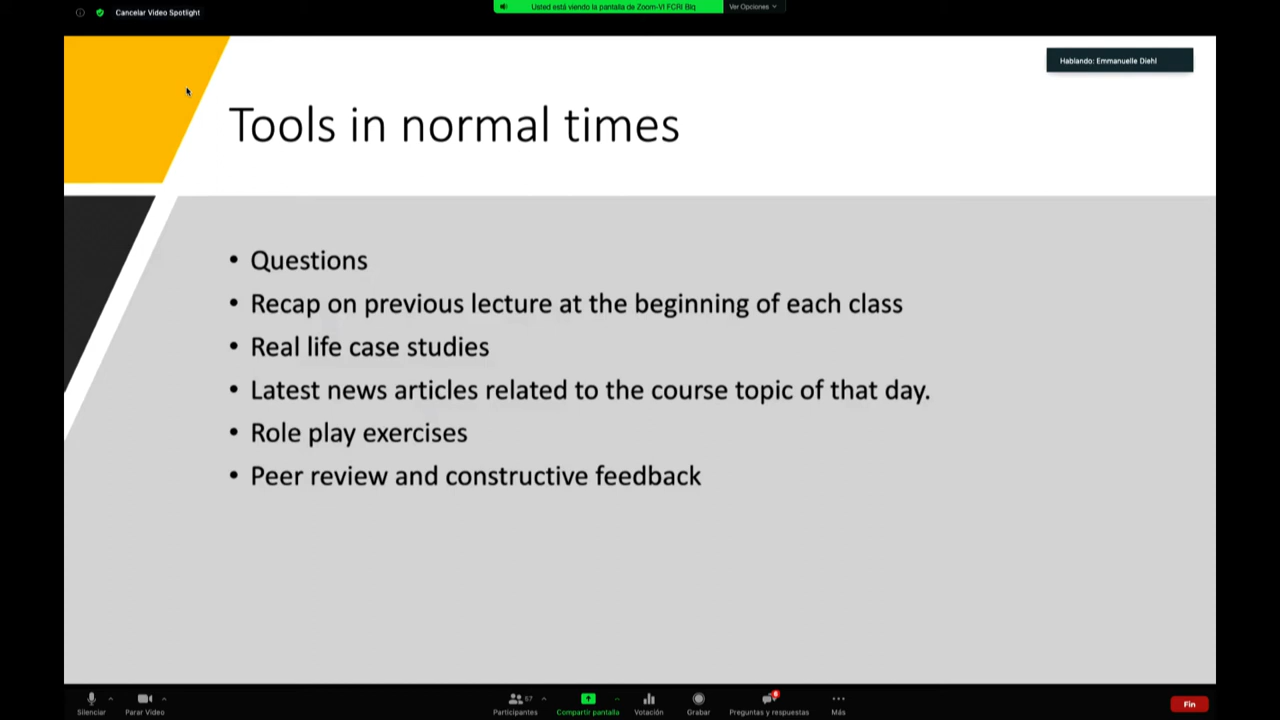 Cancelar Video Spotlight
Usted está viendo la pantalla de Zoom-VI FCRI Blq
Ver Opciones
Hablando: Emmanuelle Diehl
Tools in normal times
• Questions
• Recap on previous lecture at the beginning of each class
• Real life case studies
• Latest news articles related to the course topic of that day.
• Role play exercises
• Peer review and constructive feedback
57
6
Silenciar
Parar Video
Participantes
Compartir pantalla
Votación
Grabar
Preguntas y respuestas
Más
Fin